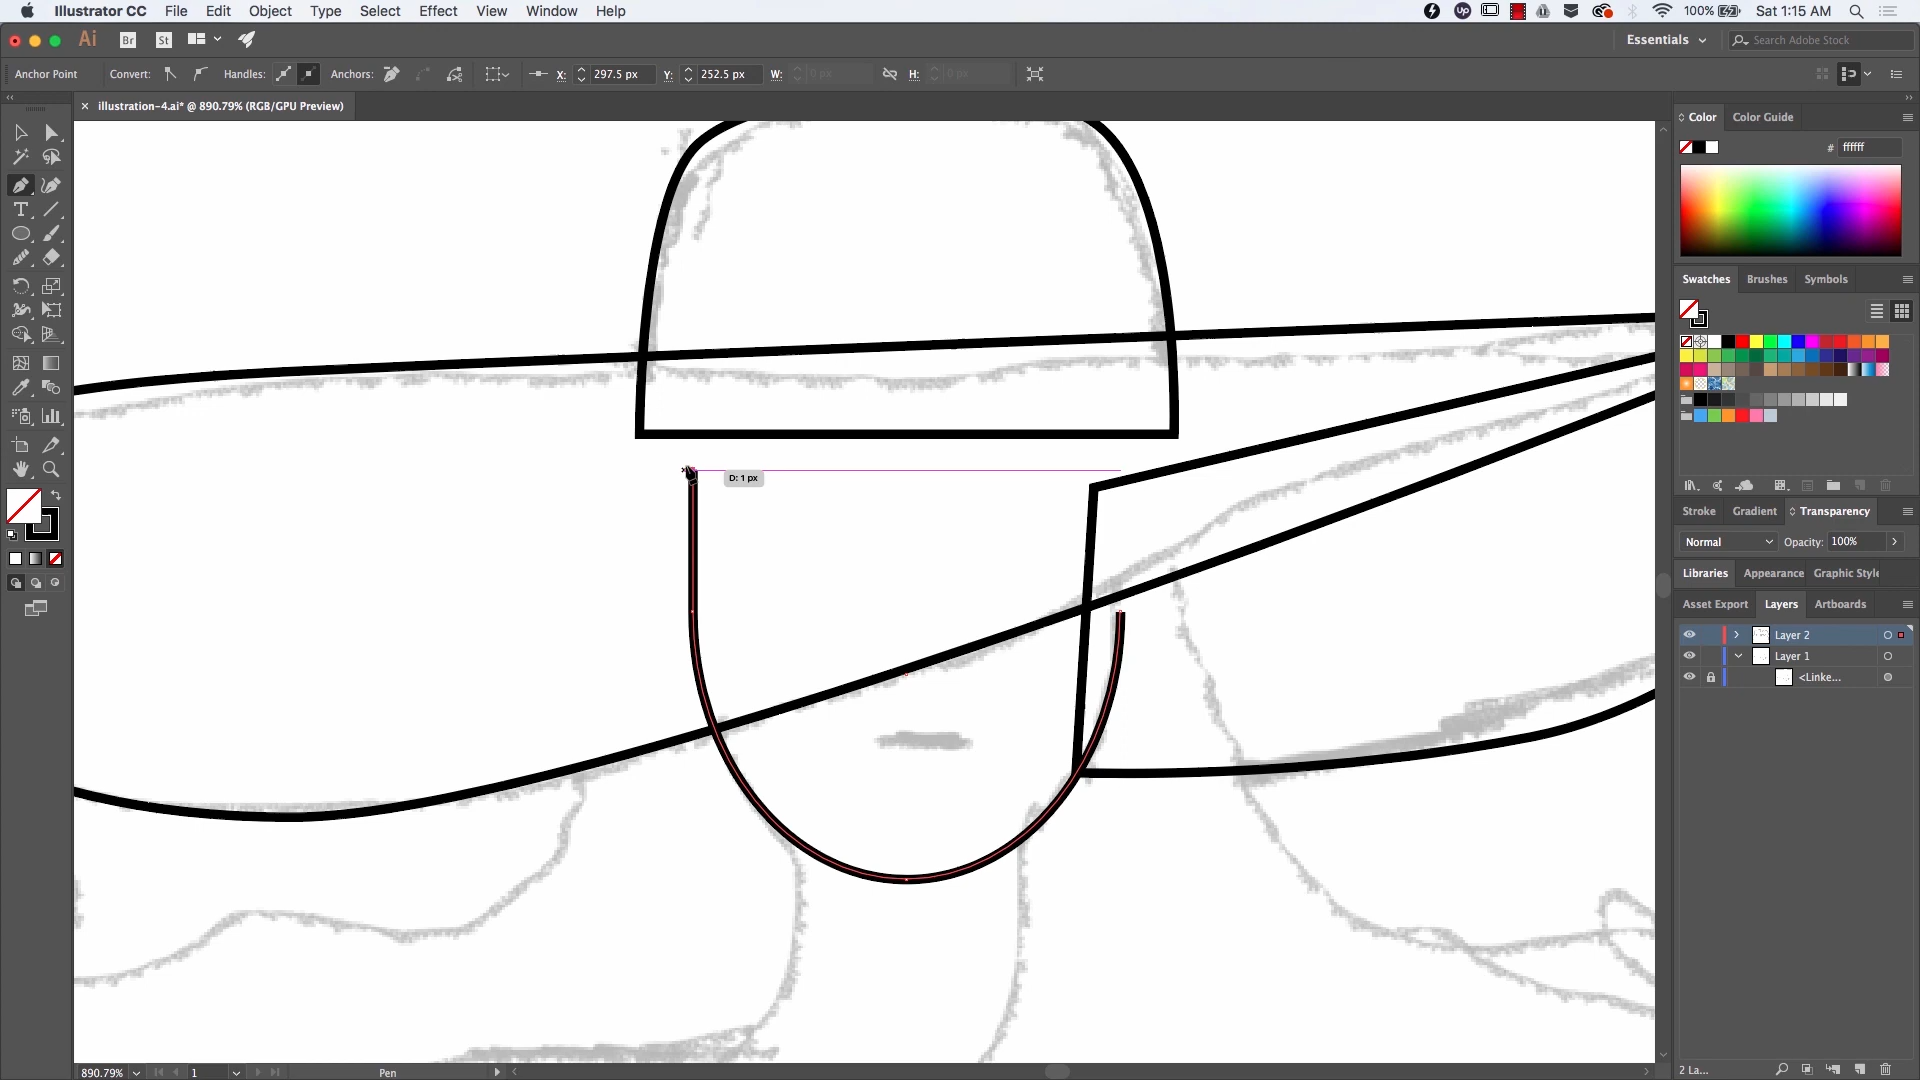 Illustrator CC File Edit Object Type Select Effect View Window Help 100% Sat 1:15 AM
Ai Br St Essentials Search Adobe Stock
Anchor Point Convert: Handles: Anchors: X: 297.5 px Y: 252.5 px W: 0 px H: 0 px
× illustration-4.ai* @ 890.79% (RGB/GPU Preview)
Color Color Guide
# ffffff
Swatches Brushes Symbols
D: 1 px
Stroke Gradient Transparency
Normal Opacity: 100%
Libraries Appearance Graphic Style
Asset Export Layers Artboards
Layer 2
Layer 1
<Linke...
890.79% 1 Pen 2 La...